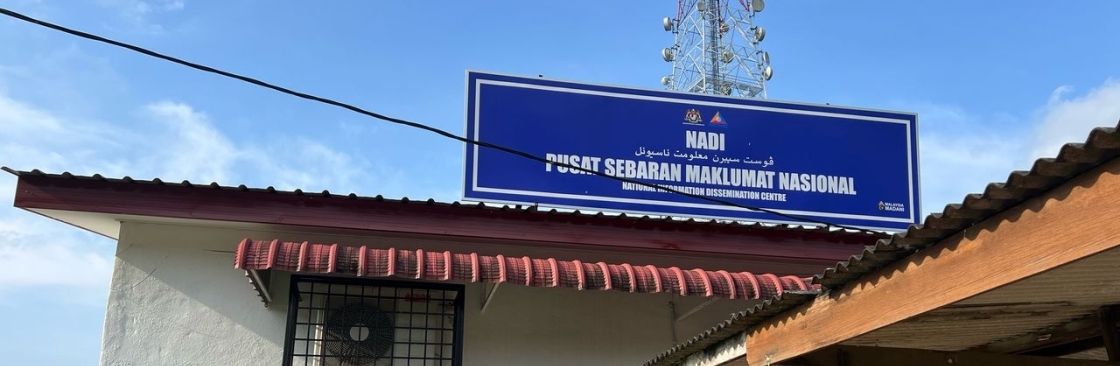 NADI
ڤوست سيبرن معلومت ناسيونل
PUSAT SEBARAN MAKLUMAT NASIONAL
NATIONAL INFORMATION DISSEMINATION CENTRE
MALAYSIA
MADANI